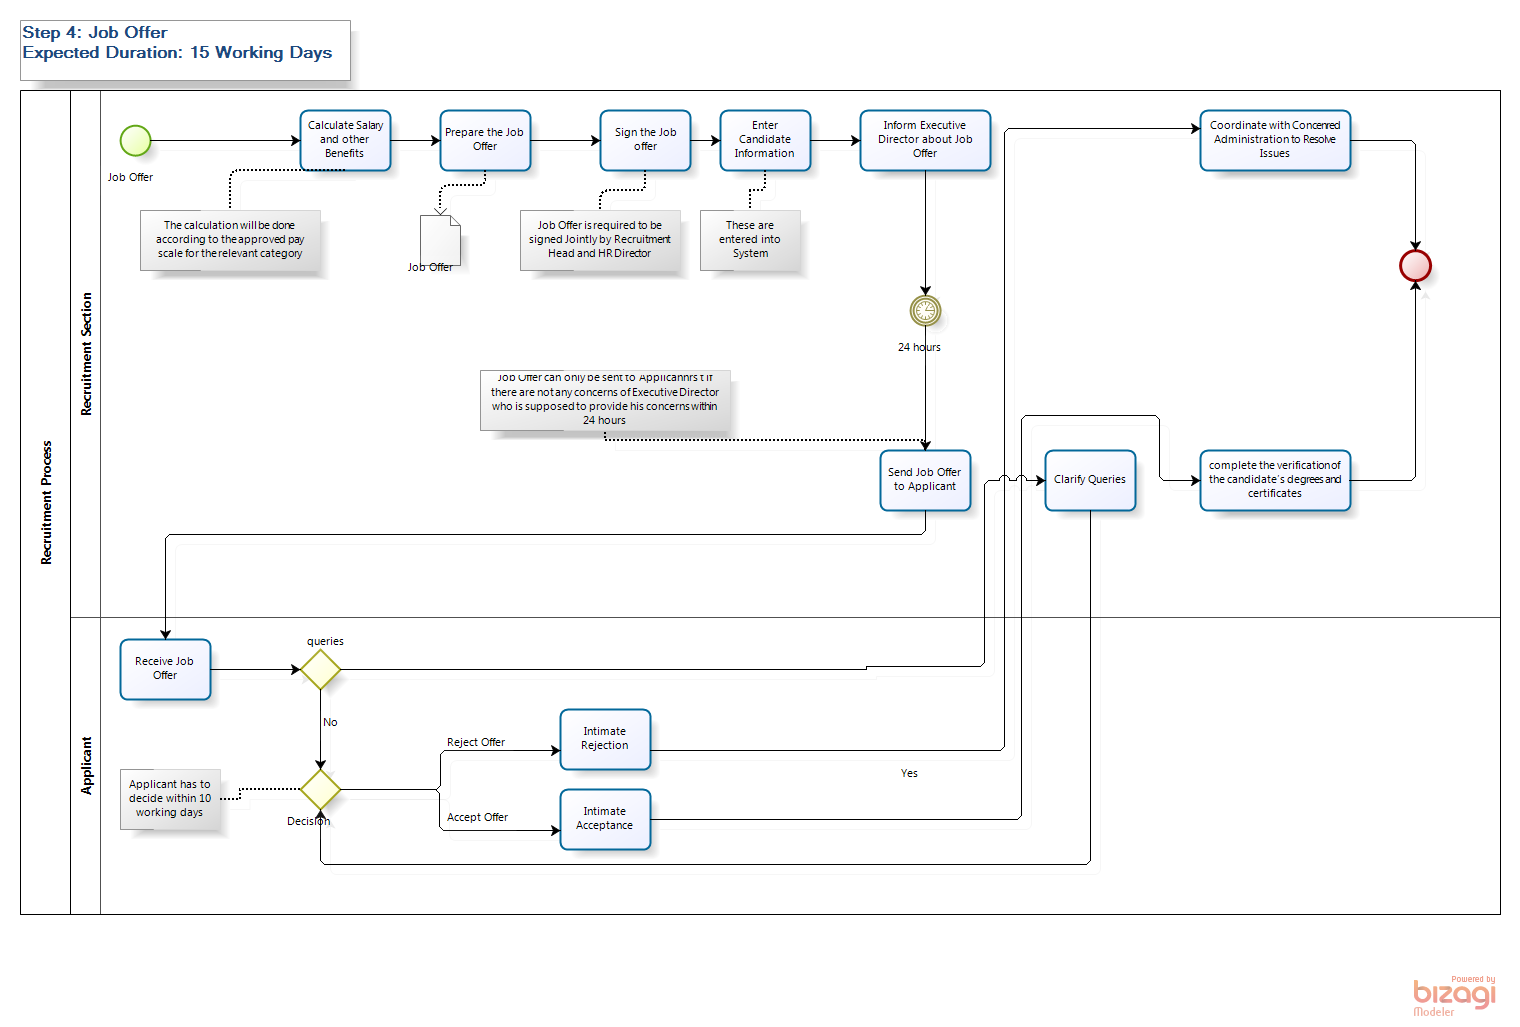 Step 4: Job Offer
Expected Duration: 15 Working Days
Recruitment Process
Recruitment Section
Job Offer
Calculate Salary
and other
Benefits
Prepare the Job
Offer
Sign the Job
offer
Enter
Candidate
Information
Inform Executive
Director about Job
Offer
Coordinate with Concenred
Administration to Resolve
Issues
The calculation will be done
according to the approved pay
scale for the relevant category
Job Offer
Job Offer is required to be
signed Jointly by Recruitment
Head and HR Director
These are
entered into
System
24 hours
Job Offer can only be sent to Applicannrs t if
there are not any concerns of Executive Director
who is supposed to provide his concerns within
24 hours
Send Job Offer
to Applicant
Clarify Queries
complete the verification of
the candidate's degrees and
certificates
Applicant
Receive Job
Offer
queries
No
Reject Offer
Intimate
Rejection
Yes
Applicant has to
decide within 10
working days
Decision
Accept Offer
Intimate
Acceptance
Powered by
bizagi
Modeler